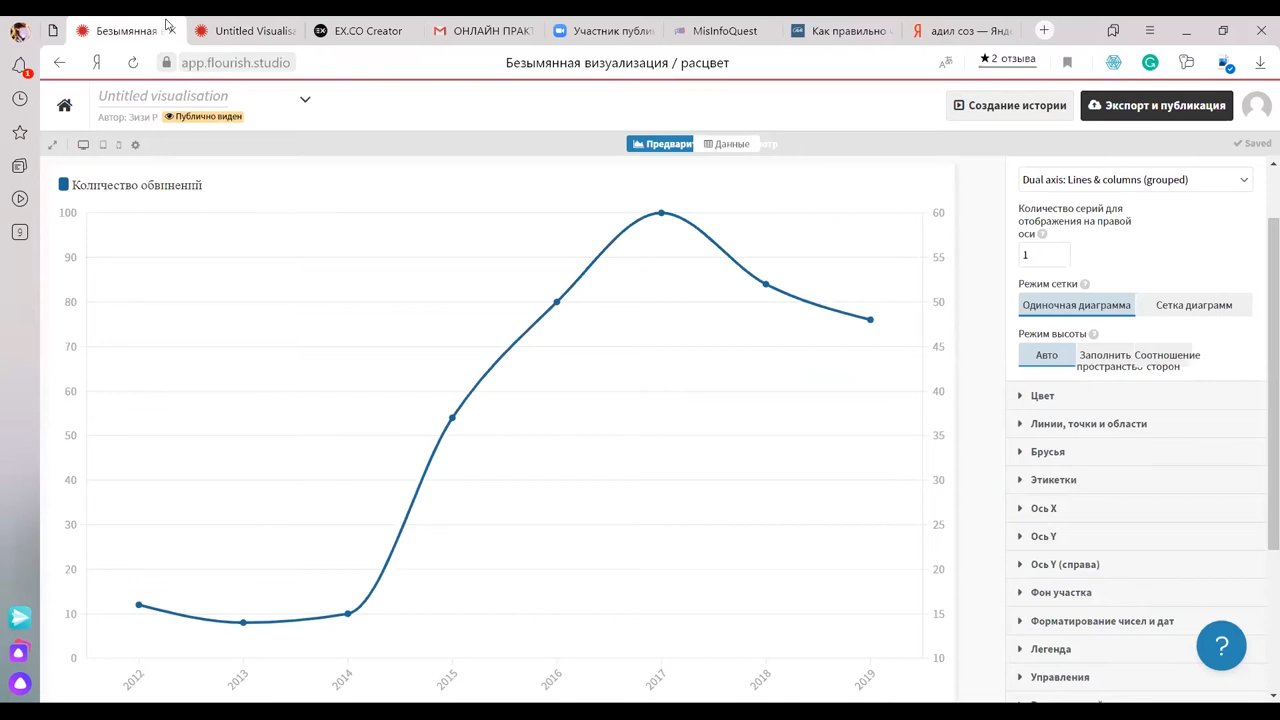 Безымянная в
Untitled Visualisa
EX.CO Creator
ОНЛАЙН ПРАКТ
Участник публи
MisInfoQuest
Как правильно
адил соз — Янд
1
app.flourish.studio
Безымянная визуализация / расцвет
★2 отзыва
Untitled visualisation
Автор: Зизи Р
Публично виден
Создание истории
Экспорт и публикация
Предварит
Данные
отр
Saved
9
Количество обвинений
100
90
80
70
60
50
40
30
20
10
0
60
55
50
45
40
35
30
25
20
15
10
2012
2013
2014
2015
2016
2017
2018
2019
Dual axis: Lines & columns (grouped)
Количество серий для
отображения на правой
оси ?
1
Режим сетки ?
Одиночная диаграмма
Сетка диаграмм
Режим высоты ?
Авто
Заполнить
пространство
Соотношение
сторон
Цвет
Линии, точки и области
Брусья
Этикетки
Ось X
Ось Y
Ось Y (справа)
Фон участка
Форматирование чисел и дат
Легенда
Управления
?